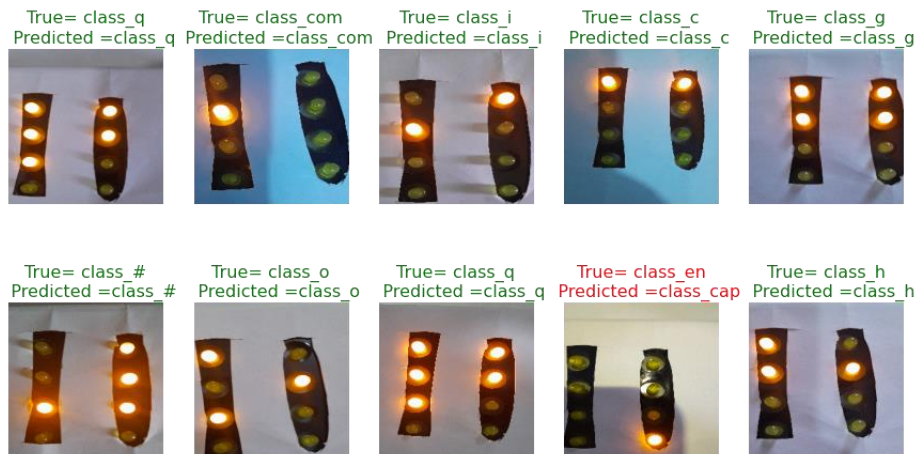 True= class_q
Predicted =class_q
True= class_com
Predicted =class_com
True= class_i
Predicted =class_i
True= class_c
Predicted =class_c
True= class_g
Predicted =class_g
True= class_#
Predicted =class_#
True= class_o
Predicted =class_o
True= class_q
Predicted =class_q
True= class_en
Predicted =class_cap
True= class_h
Predicted =class_h